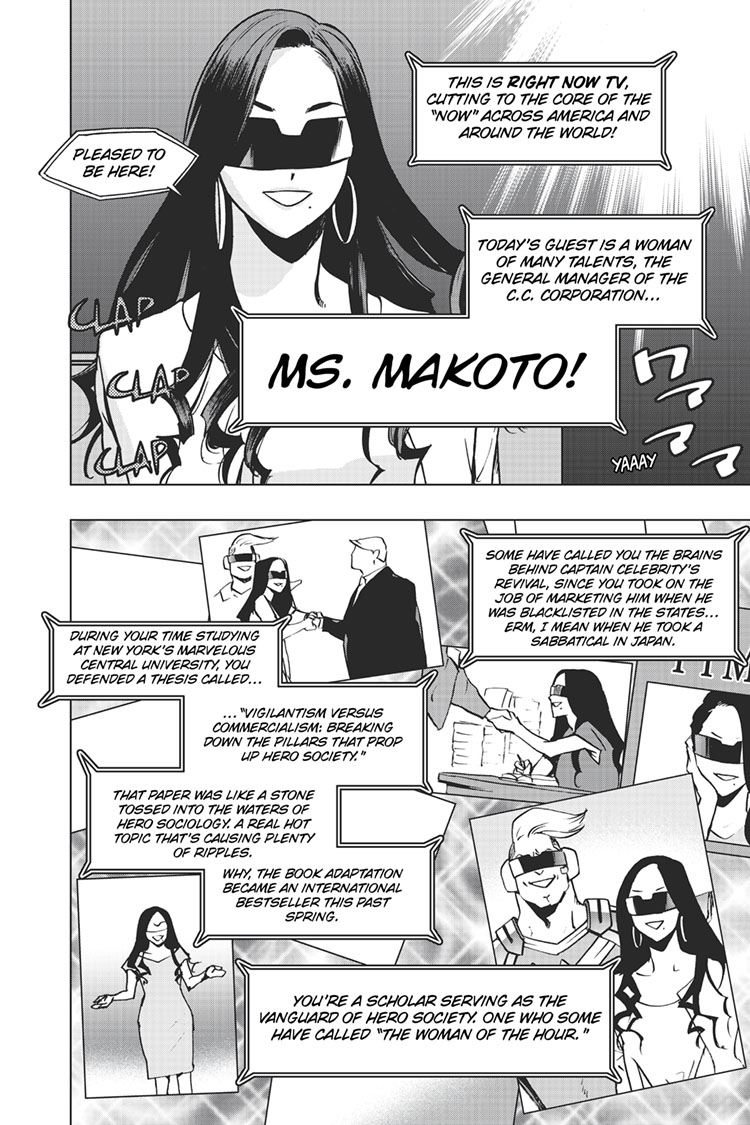 THIS IS RIGHT NOW TV,
CUTTING TO THE CORE OF THE
"NOW" ACROSS AMERICA AND
AROUND THE WORLD!
PLEASED TO
BE HERE!
TODAY'S GUEST IS A WOMAN
OF MANY TALENTS, THE
GENERAL MANAGER OF THE
C.C. CORPORATION...
MS. MAKOTO!
CLAP
CLAP
CLAP
ワァァァ
YAAAY
SOME HAVE CALLED YOU THE BRAINS
BEHIND CAPTAIN CELEBRITY'S
REVIVAL, SINCE YOU TOOK ON THE
JOB OF MARKETING HIM WHEN HE
WAS BLACKLISTED IN THE STATES...
ERM, I MEAN WHEN HE TOOK A
SABBATICAL IN JAPAN.
DURING YOUR TIME STUDYING
AT NEW YORK'S MARVELOUS
CENTRAL UNIVERSITY, YOU
DEFENDED A THESIS CALLED...
..."VIGILANTISM VERSUS
COMMERCIALISM: BREAKING
DOWN THE PILLARS THAT PROP
UP HERO SOCIETY."
THAT PAPER WAS LIKE A STONE
TOSSED INTO THE WATERS OF
HERO SOCIOLOGY. A REAL HOT
TOPIC THAT'S CAUSING PLENTY
OF RIPPLES.
WHY, THE BOOK ADAPTATION
BECAME AN INTERNATIONAL
BESTSELLER THIS PAST
SPRING.
YOU'RE A SCHOLAR SERVING AS THE
VANGUARD OF HERO SOCIETY. ONE WHO SOME
HAVE CALLED "THE WOMAN OF THE HOUR."